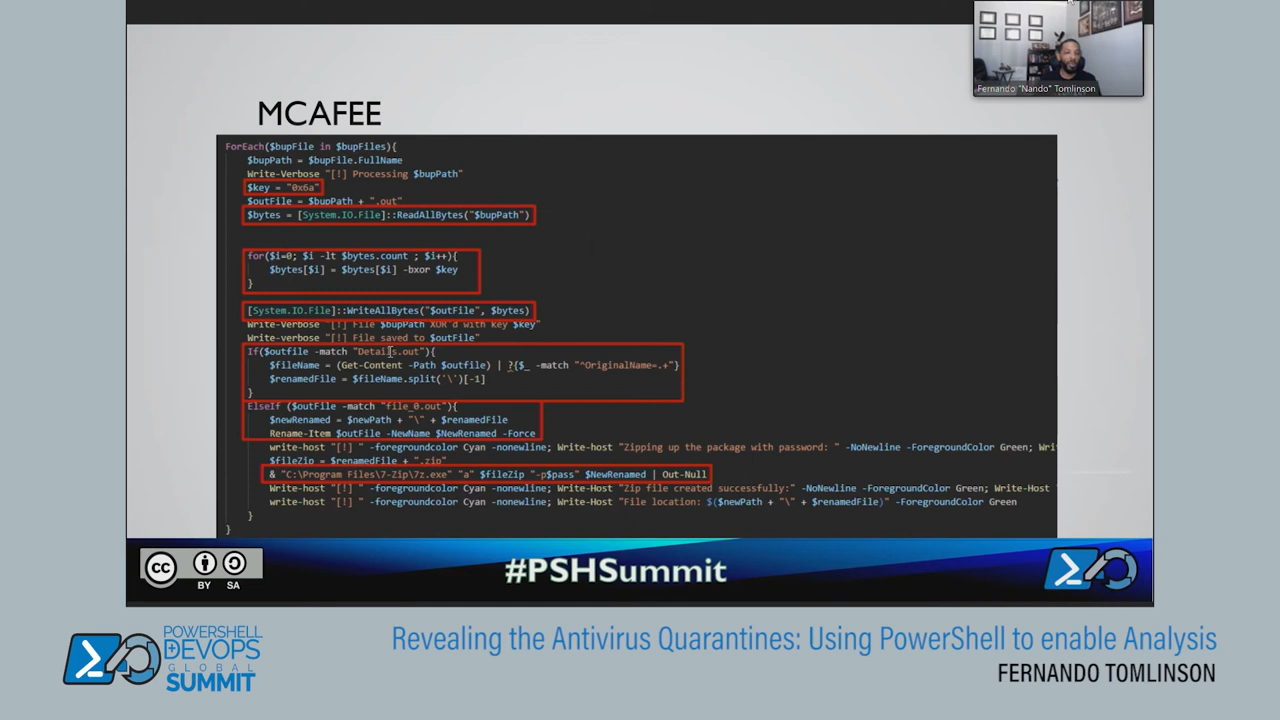 Fernando "Nando" Tomlinson
MCAFEE
ForEach($bupFile in $bupFiles){
$bupPath = $bupFile.FullName
Write-Verbose "[!] Processing $bupPath"
$key = "0x6a"
$outFile = $bupPath + ".out"
$bytes = [System.IO.File]::ReadAllBytes("$bupPath")
for($i=0; $i -lt $bytes.count ; $i++){
$bytes[$i] = $bytes[$i] -bxor $key
}
[System.IO.File]::WriteAllBytes("$outFile", $bytes)
Write-Verbose "[!] File $bupPath XOR'd with key $key"
Write-Verbose "[!] File saved to $outFile"
If($outfile -match "Details.out"){
$fileName = (Get-Content -Path $outfile) | ?{$_ -match "^OriginalName=.+"}
$renamedFile = $fileName.split('\')[-1]
}
ElseIf ($outFile -match "file_0.out"){
$newRenamed = $newPath + "\" + $renamedFile
Rename-Item $outFile -NewName $NewRenamed -Force
write-host "[!] " -foregroundcolor Cyan -nonewline; Write-host "Zipping up the package with password: " -NoNewline -ForegroundColor Green; Wri
$fileZip = $renamedFile + ".zip"
& "C:\Program Files\7-Zip\7z.exe" "a" $fileZip "-p$pass" $NewRenamed | Out-Null
Write-host "[!] " -foregroundcolor Cyan -nonewline; Write-Host "Zip file created successfully:" -NoNewline -ForegroundColor Green; Write-Host "
write-host "[!] " -foregroundcolor Cyan -nonewline; Write-Host "File location: $($newPath + "\" + $renamedFile)" -ForegroundColor Green
}
}
CC BY SA
#PSHSummit
POWERSHELL
DEVOPS
GLOBAL
SUMMIT
Revealing the Antivirus Quarantines: Using PowerShell to enable Analysis
FERNANDO TOMLINSON